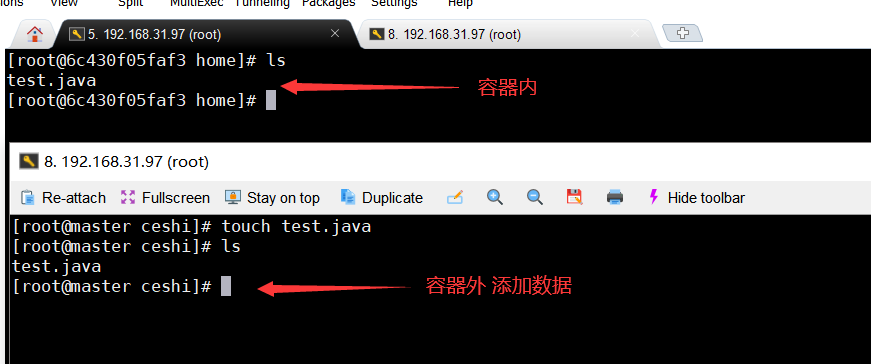 View Split MultiExec Tunneling Packages Settings Help
5. 192.168.31.97 (root) 8. 192.168.31.97 (root)
[root@6c430f05faf3 home]# ls
test.java
容器内
[root@6c430f05faf3 home]#
8. 192.168.31.97 (root)
Re-attach Fullscreen Stay on top Duplicate Hide toolbar
[root@master ceshi]# touch test.java
[root@master ceshi]# ls
test.java
[root@master ceshi]#
容器外 添加数据